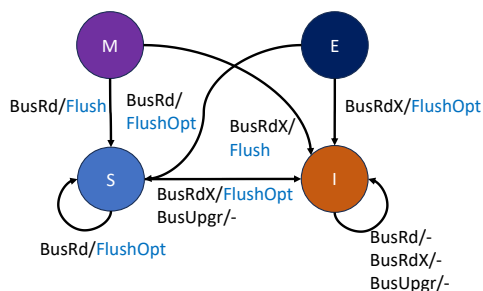 M
E
BusRd/Flush
BusRd/
FlushOpt
BusRdX/
Flush
BusRdX/FlushOpt
S
I
BusRdX/FlushOpt
BusUpgr/-
BusRd/FlushOpt
BusRd/-
BusRdX/-
BusUpgr/-